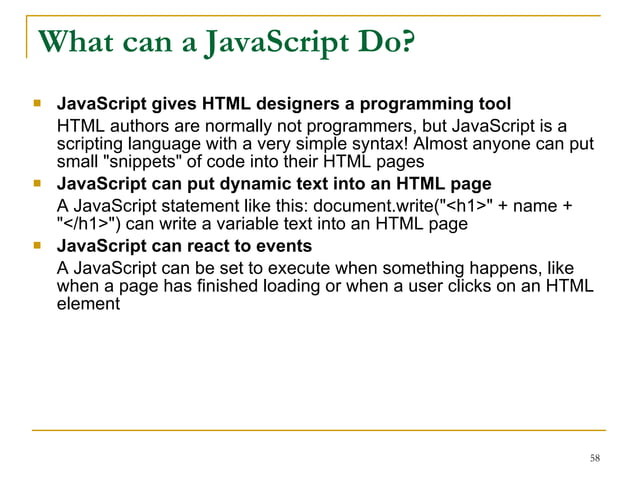 What can a JavaScript Do?
JavaScript gives HTML designers a programming tool
HTML authors are normally not programmers, but JavaScript is a
scripting language with a very simple syntax! Almost anyone can put
small "snippets" of code into their HTML pages
JavaScript can put dynamic text into an HTML page
A JavaScript statement like this: document.write("<h1>" + name +
"</h1>") can write a variable text into an HTML page
JavaScript can react to events
A JavaScript can be set to execute when something happens, like
when a page has finished loading or when a user clicks on an HTML
element
58